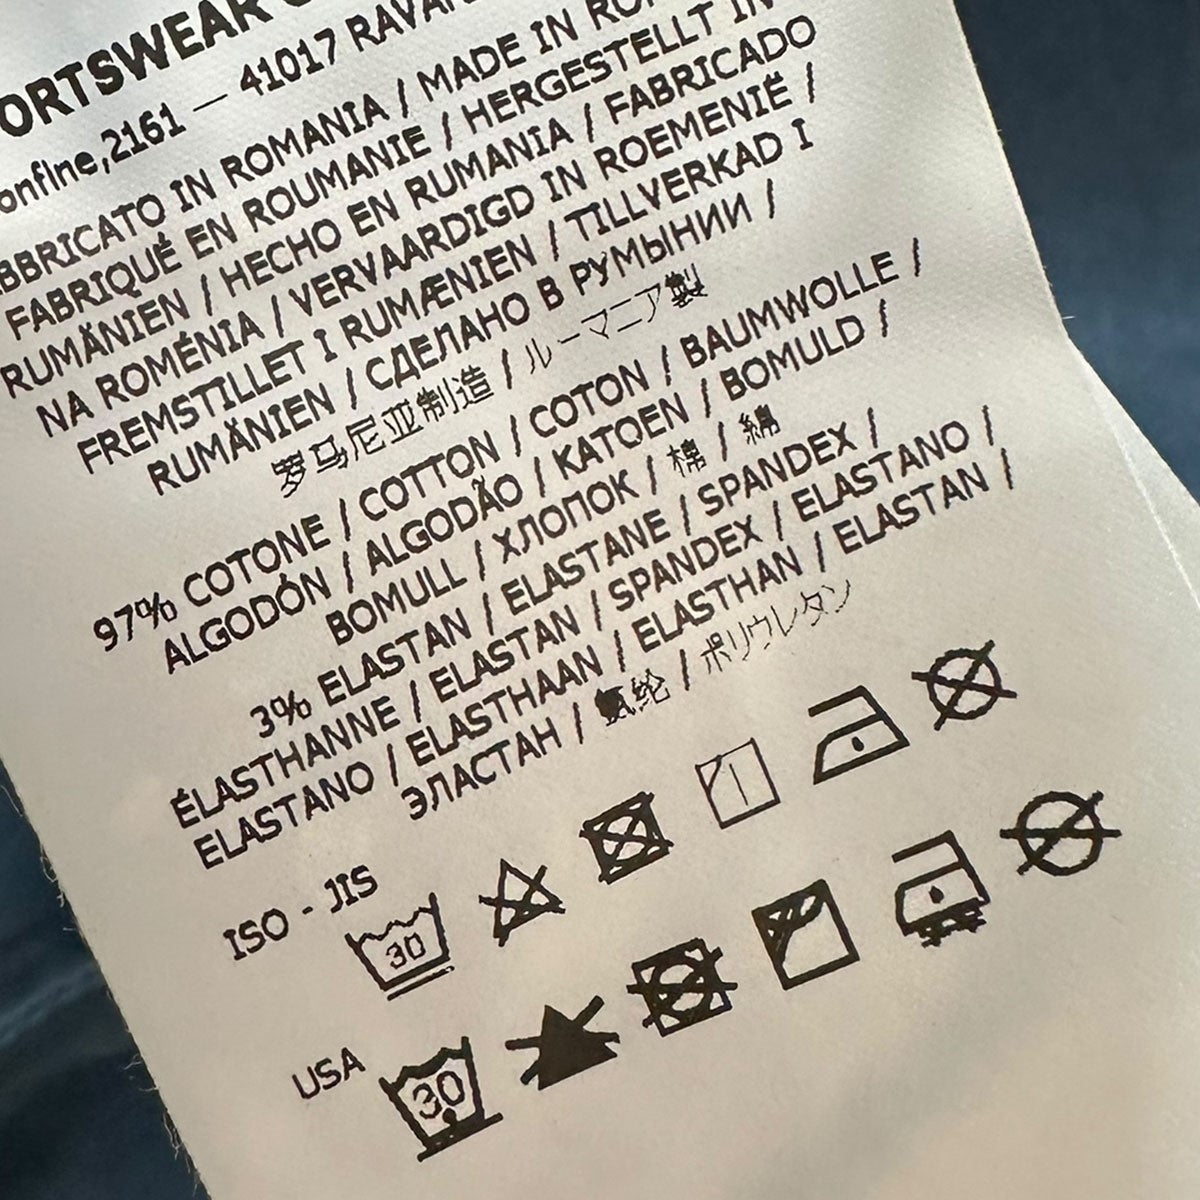 ORTSWEAR
onfine,2161 — 41017 RAVAR
BBRICATO IN ROMANIA / MADE IN RO
FABRIQUÉ EN ROUMANIE / HERGESTELLT IN
RUMÄNIEN / HECHO EN RUMANIA / FABRICADO
NA ROMÉNIA / VERVAARDIGD IN ROEMENIË /
FREMSTILLET I RUMÆNIEN / TILLVERKAD I
RUMÄNIEN / СДЕЛАНО В РУМЫНИИ /
罗马尼亚制造 / ルーマニア製
97% COTONE / COTTON / COTON / BAUMWOLLE /
ALGODÓN / ALGODÃO / KATOEN / BOMULD /
BOMULL / ХЛОПОК / 棉 / 綿
3% ELASTAN / ELASTANE / SPANDEX /
ÉLASTHANNE / ELASTAN / SPANDEX / ELASTANO /
ELASTANO / ELASTHAAN / ELASTHAN / ELASTAN /
ЭЛАСТАН / 氨纶 / ポリウレタン
ISO - JIS
30
USA
30